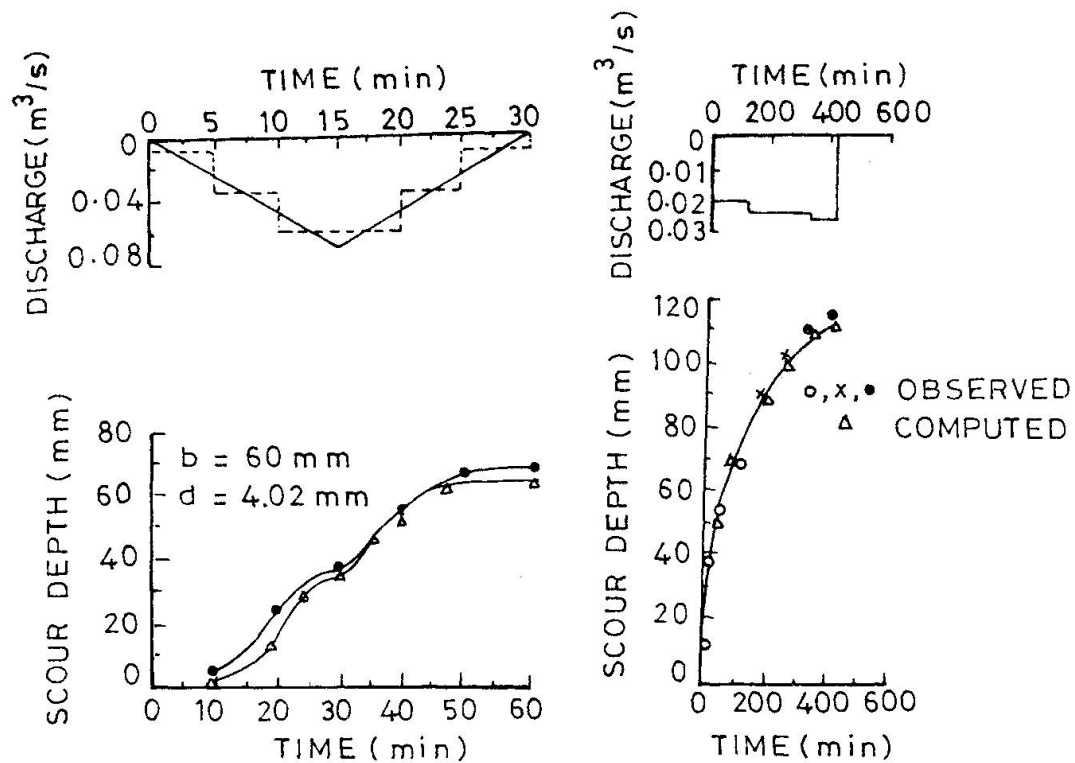 TIME (min)
0 5 10 15 20 25 30
DISCHARGE (m³/s)
0
0·04
0·08
TIME (min)
0 200 400 600
DISCHARGE (m³/s)
0
0·01
0·02
0·03
SCOUR DEPTH (mm)
80
60
40
20
0
b = 60 mm
d = 4.02 mm
0 10 20 30 40 50 60
TIME (min)
SCOUR DEPTH (mm)
120
100
80
60
40
20
0
o, x, ● OBSERVED
Δ COMPUTED
0 200 400 600
TIME (min)